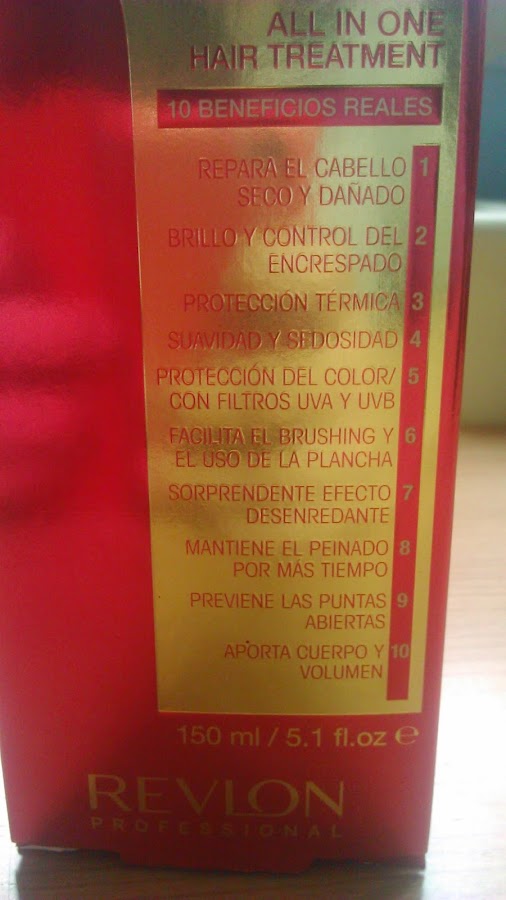 ALL IN ONE
HAIR TREATMENT
10 BENEFICIOS REALES
REPARA EL CABELLO 1
SECO Y DAÑADO
BRILLO Y CONTROL DEL 2
ENCRESPADO
PROTECCIÓN TÉRMICA 3
SUAVIDAD Y SEDOSIDAD 4
PROTECCIÓN DEL COLOR/ 5
CON FILTROS UVA Y UVB
FACILITA EL BRUSHING Y 6
EL USO DE LA PLANCHA
SORPRENDENTE EFECTO 7
DESENREDANTE
MANTIENE EL PEINADO 8
POR MÁS TIEMPO
PREVIENE LAS PUNTAS 9
ABIERTAS
APORTA CUERPO Y 10
VOLUMEN
150 ml / 5.1 fl.oz ℮
REVLON
PROFESSIONAL